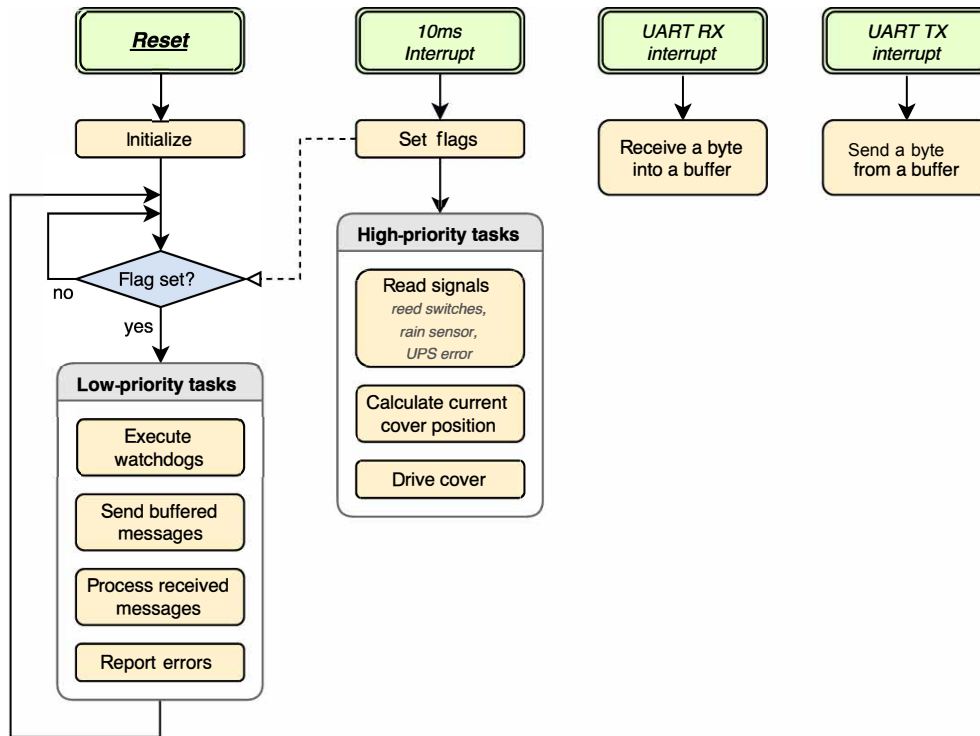 Reset
Initialize
Flag set?
no
yes
Low-priority tasks
Execute
watchdogs
Send buffered
messages
Process received
messages
Report errors
10ms
Interrupt
Set flags
High-priority tasks
Read signals
reed switches,
rain sensor,
UPS error
Calculate current
cover position
Drive cover
UART RX
interrupt
Receive a byte
into a buffer
UART TX
interrupt
Send a byte
from a buffer